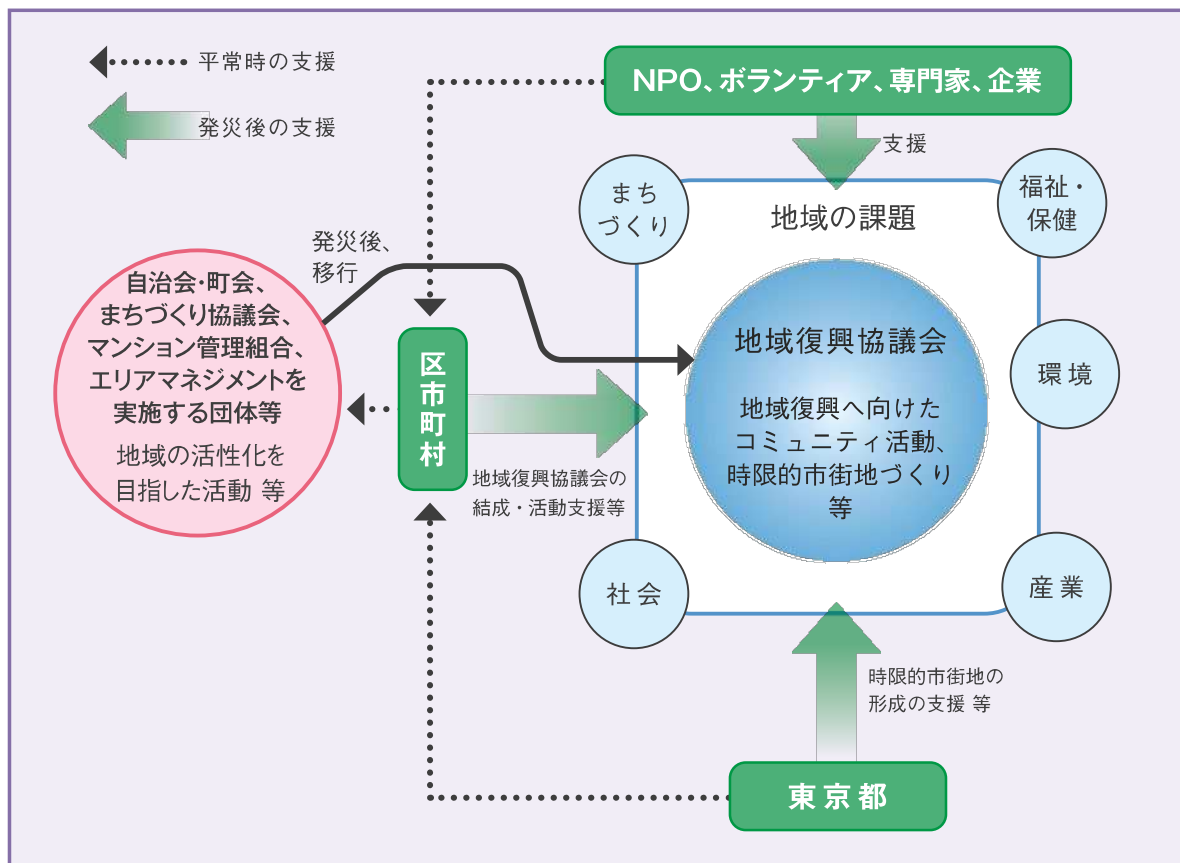 平常時の支援
発災後の支援
NPO、ボランティア、専門家、企業
支援
まち
づくり
地域の課題
福祉・
保健
発災後、
移行
自治会・町会、
まちづくり協議会、
マンション管理組合、
エリアマネジメントを
実施する団体等
地域の活性化を
目指した活動 等
区市町村
地域復興協議会の
結成・活動支援等
地域復興協議会
地域復興へ向けた
コミュニティ活動、
時限的市街地づくり
等
環境
社会
産業
時限的市街地の
形成の支援 等
東京都